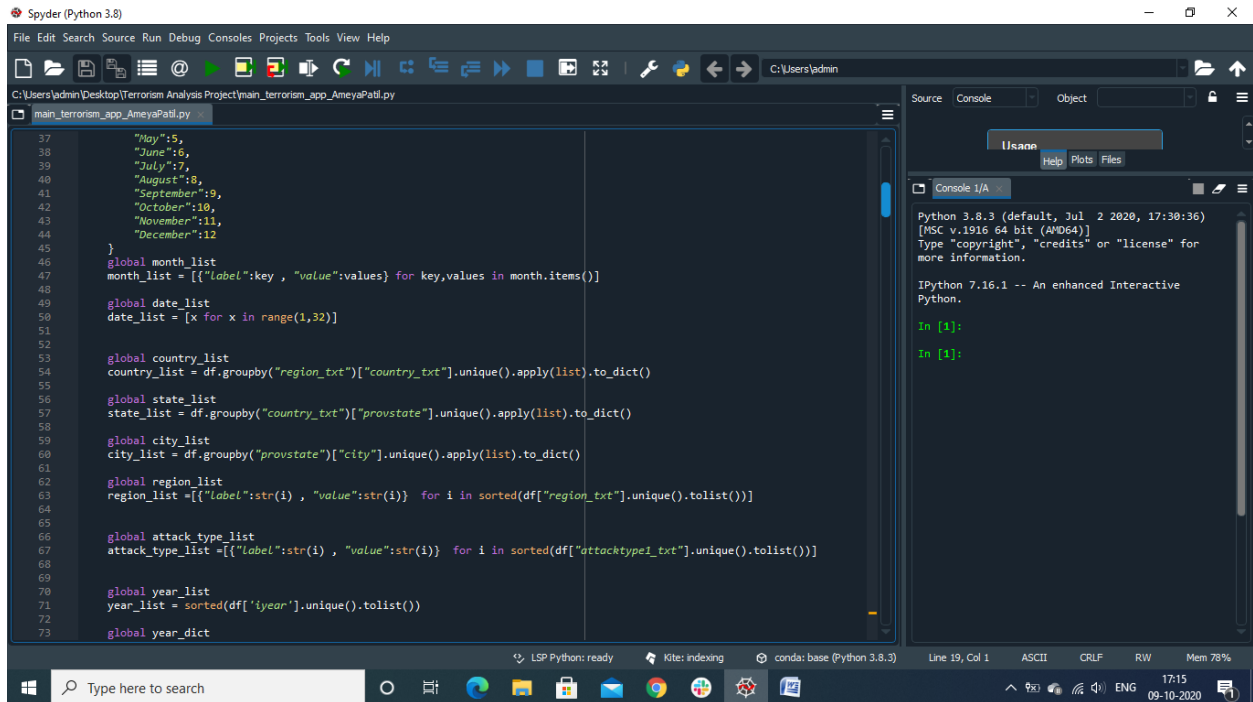 Spyder (Python 3.8)
File Edit Search Source Run Debug Consoles Projects Tools View Help
C:\Users\admin
C:\Users\admin\Desktop\Terrorism Analysis Project\main_terrorism_app_AmeyaPatil.py
main_terrorism_app_AmeyaPatil.py
37 "May":5,
38 "June":6,
39 "July":7,
40 "August":8,
41 "September":9,
42 "October":10,
43 "November":11,
44 "December":12
45 }
46 global month_list
47 month_list = [{"label":key , "value":values} for key,values in month.items()]
48
49 global date_list
50 date_list = [x for x in range(1,32)]
51
52
53 global country_list
54 country_list = df.groupby("region_txt")["country_txt"].unique().apply(list).to_dict()
55
56 global state_list
57 state_list = df.groupby("country_txt")["provstate"].unique().apply(list).to_dict()
58
59 global city_list
60 city_list = df.groupby("provstate")["city"].unique().apply(list).to_dict()
61
62 global region_list
63 region_list =[{"label":str(i) , "value":str(i)}  for i in sorted(df["region_txt"].unique().tolist())]
64
65
66 global attack_type_list
67 attack_type_list =[{"label":str(i) , "value":str(i)}  for i in sorted(df["attacktype1_txt"].unique().tolist())]
68
69
70 global year_list
71 year_list = sorted(df['iyear'].unique().tolist())
72
73 global year_dict
Source Console Object
Usage
Help Plots Files
Console 1/A
Python 3.8.3 (default, Jul  2 2020, 17:30:36)
[MSC v.1916 64 bit (AMD64)]
Type "copyright", "credits" or "license" for
more information.
IPython 7.16.1 -- An enhanced Interactive
Python.
In [1]:
In [1]:
LSP Python: ready Kite: indexing conda: base (Python 3.8.3) Line 19, Col 1 ASCII CRLF RW Mem 78%
Type here to search
ENG
17:15
09-10-2020
1